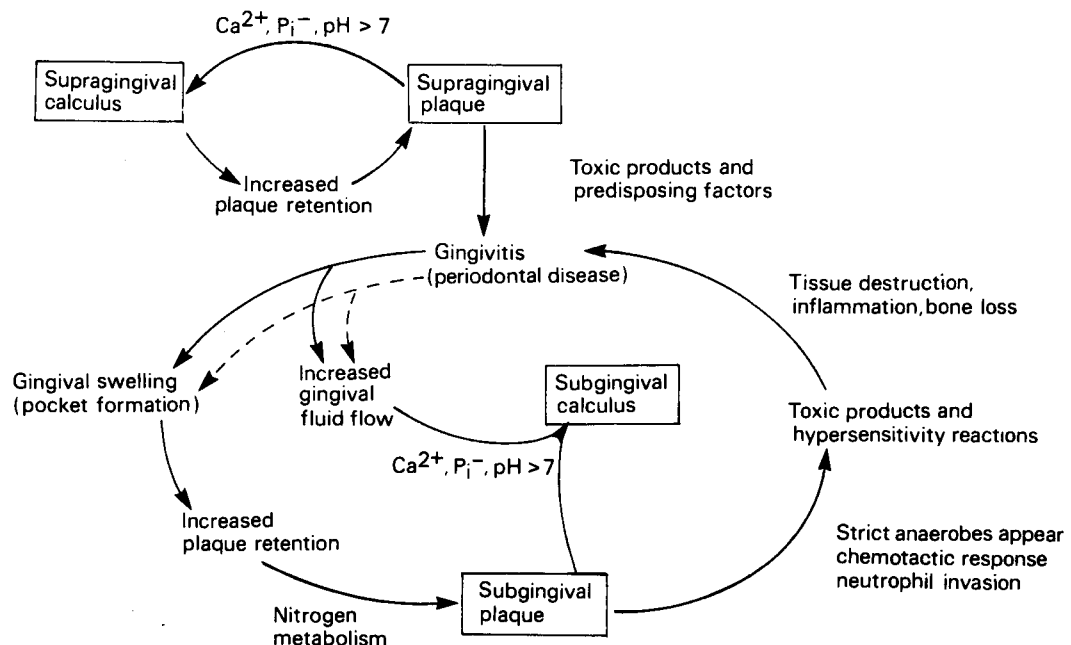 Ca2+, Pi−, pH > 7
Supragingival
calculus
Supragingival
plaque
Increased
plaque retention
Toxic products and
predisposing factors
Gingivitis
(periodontal disease)
Tissue destruction,
inflammation, bone loss
Gingival swelling
(pocket formation)
Increased
gingival
fluid flow
Subgingival
calculus
Toxic products and
hypersensitivity reactions
Ca2+, Pi−, pH >7
Increased
plaque retention
Strict anaerobes appear
chemotactic response
neutrophil invasion
Subgingival
plaque
Nitrogen
metabolism